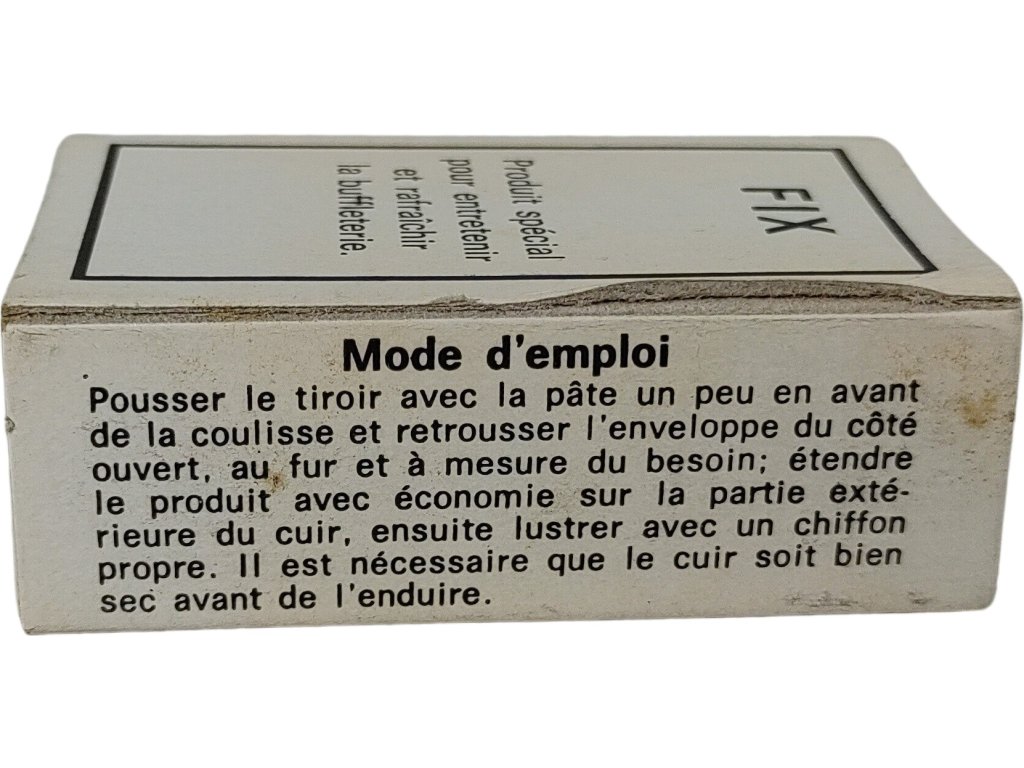 FIX
Produit spécial
pour entretenir
et rafraîchir
la buffleterie.
Mode d'emploi
Pousser le tiroir avec la pâte un peu en avant
de la coulisse et retrousser l'enveloppe du côté
ouvert, au fur et à mesure du besoin; étendre
le produit avec économie sur la partie exté-
rieure du cuir, ensuite lustrer avec un chiffon
propre. Il est nécessaire que le cuir soit bien
sec avant de l'enduire.